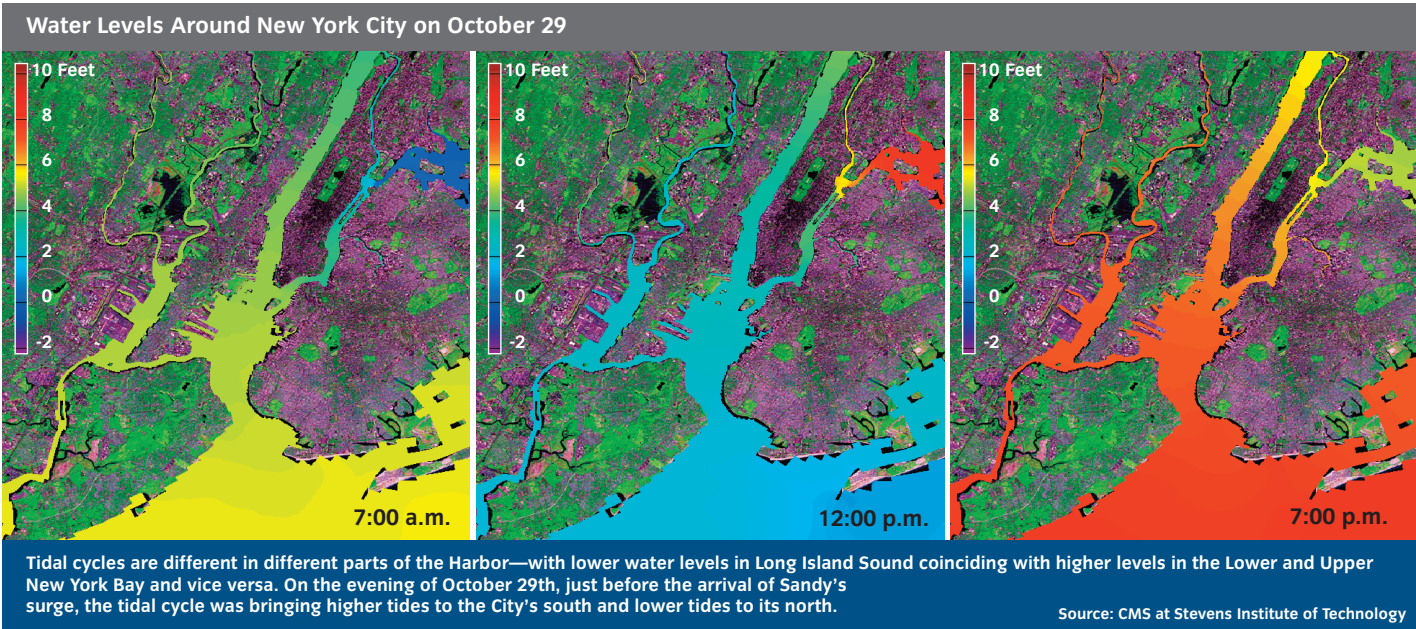 Water Levels Around New York City on October 29
10 Feet
8
6
4
2
0
-2
7:00 a.m.
10 Feet
8
6
4
2
0
-2
12:00 p.m.
10 Feet
8
6
4
2
0
-2
7:00 p.m.
Tidal cycles are different in different parts of the Harbor—with lower water levels in Long Island Sound coinciding with higher levels in the Lower and Upper
New York Bay and vice versa. On the evening of October 29th, just before the arrival of Sandy's
surge, the tidal cycle was bringing higher tides to the City's south and lower tides to its north.
Source: CMS at Stevens Institute of Technology